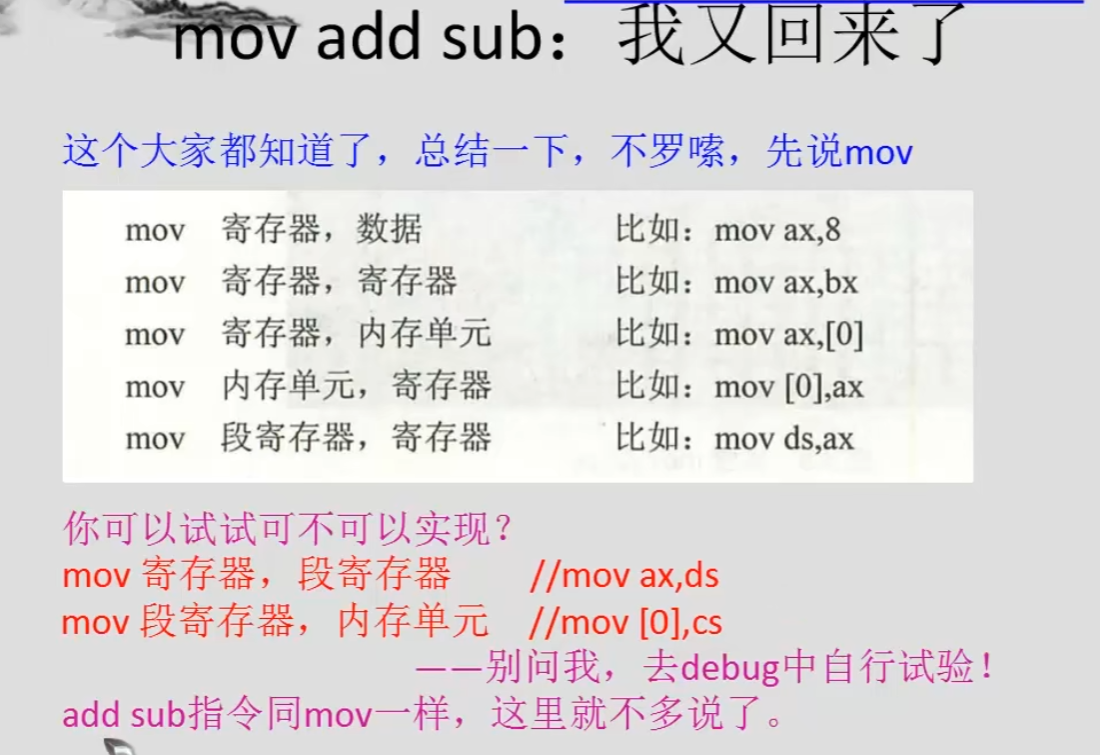 mov add sub：我又回来了
这个大家都知道了，总结一下，不罗嗦，先说mov
mov 寄存器，数据 比如：mov ax,8
mov 寄存器，寄存器 比如：mov ax,bx
mov 寄存器，内存单元 比如：mov ax,[0]
mov 内存单元，寄存器 比如：mov [0],ax
mov 段寄存器，寄存器 比如：mov ds,ax
你可以试试可不可以实现？
mov 寄存器，段寄存器 //mov ax,ds
mov 段寄存器，内存单元 //mov [0],cs
——别问我，去debug中自行试验！
add sub指令同mov一样，这里就不多说了。